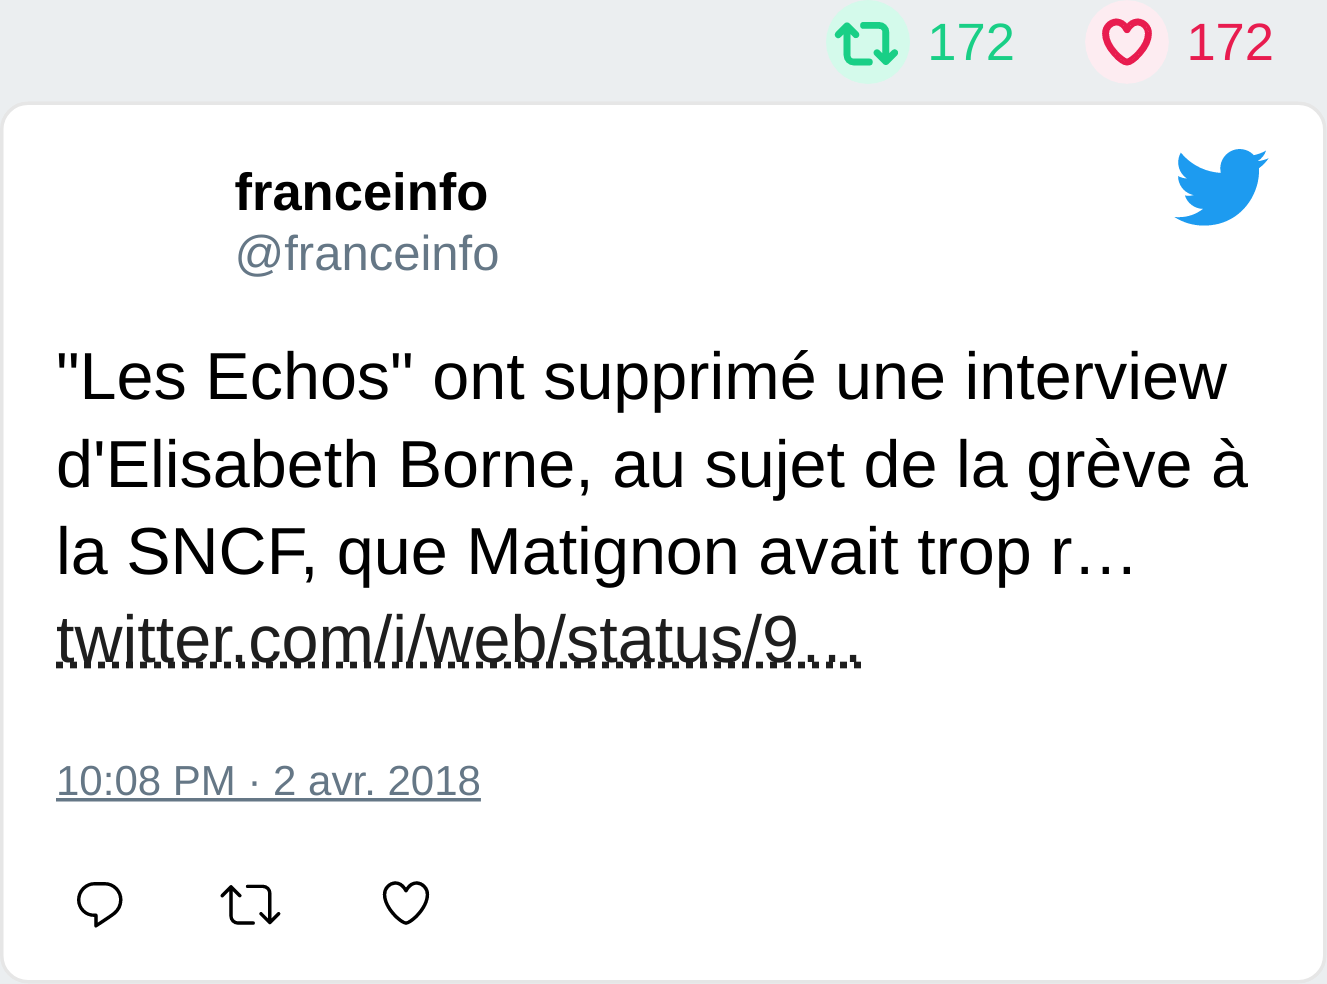 172 172
franceinfo
@franceinfo
"Les Echos" ont supprimé une interview
d'Elisabeth Borne, au sujet de la grève à
la SNCF, que Matignon avait trop r…
twitter.com/i/web/status/9…
10:08 PM · 2 avr. 2018